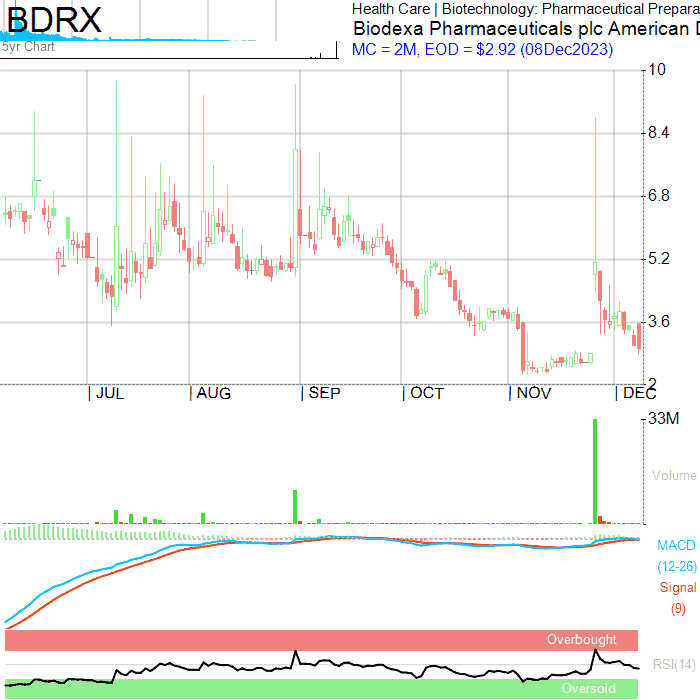 BDRX
5yr Chart
Health Care | Biotechnology: Pharmaceutical Prepara
Biodexa Pharmaceuticals plc American D
MC = 2M, EOD = $2.92 (08Dec2023)
10
8.4
6.8
5.2
3.6
2
JUL AUG SEP OCT NOV DEC
33M
Volume
MACD
(12-26)
Signal
(9)
Overbought
RSI(14)
Oversold